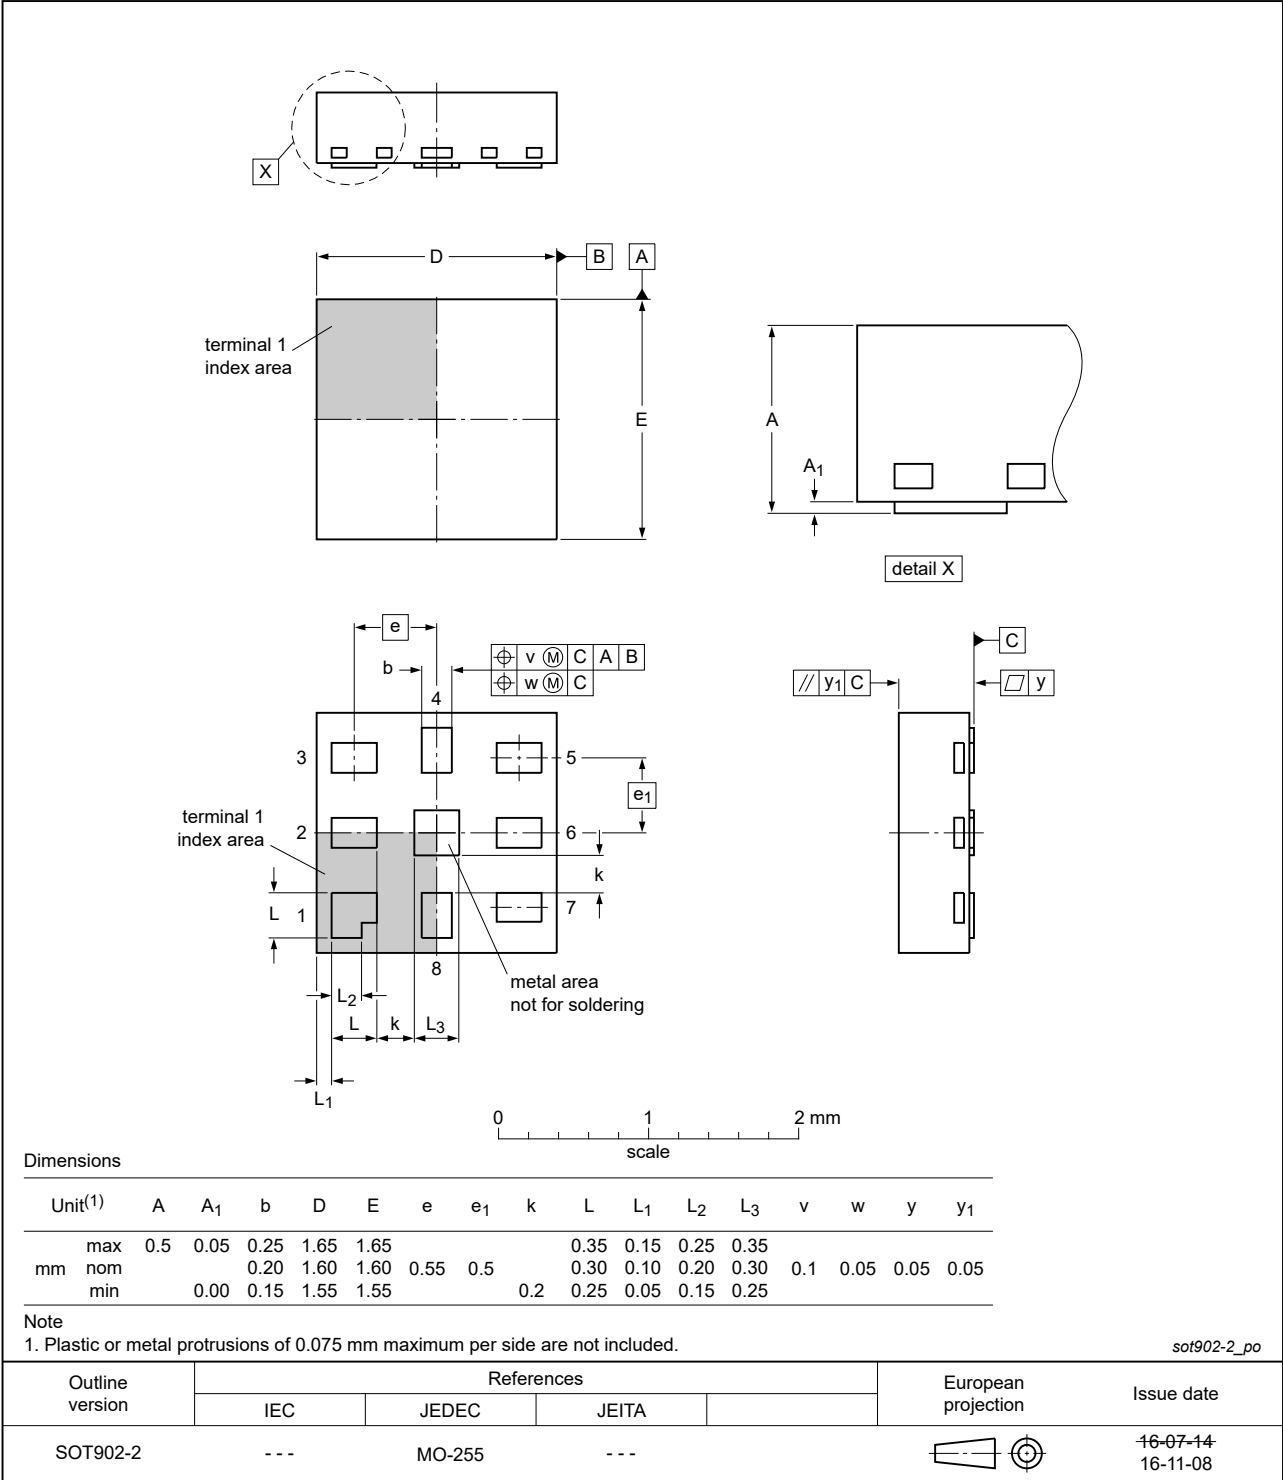 X
D
B
A
terminal 1
index area
E
A
A1
detail X
e
b
v M C A B
w M C
C
// y1 C
y
4
3
5
e1
terminal 1
index area
2
6
k
L
1
7
8
metal area
not for soldering
L2
L
k
L3
L1
0 1 2 mm
scale
Dimensions
Unit(1) A A1 b D E e e1 k L L1 L2 L3 v w y y1
max 0.5 0.05 0.25 1.65 1.65 0.35 0.15 0.25 0.35
mm nom 0.20 1.60 1.60 0.55 0.5 0.30 0.10 0.20 0.30 0.1 0.05 0.05 0.05
min 0.00 0.15 1.55 1.55 0.2 0.25 0.05 0.15 0.25
Note
1. Plastic or metal protrusions of 0.075 mm maximum per side are not included.
sot902-2_po
Outline
version
References
IEC JEDEC JEITA
European
projection
Issue date
SOT902-2 - - - MO-255 - - -
16-07-14
16-11-08